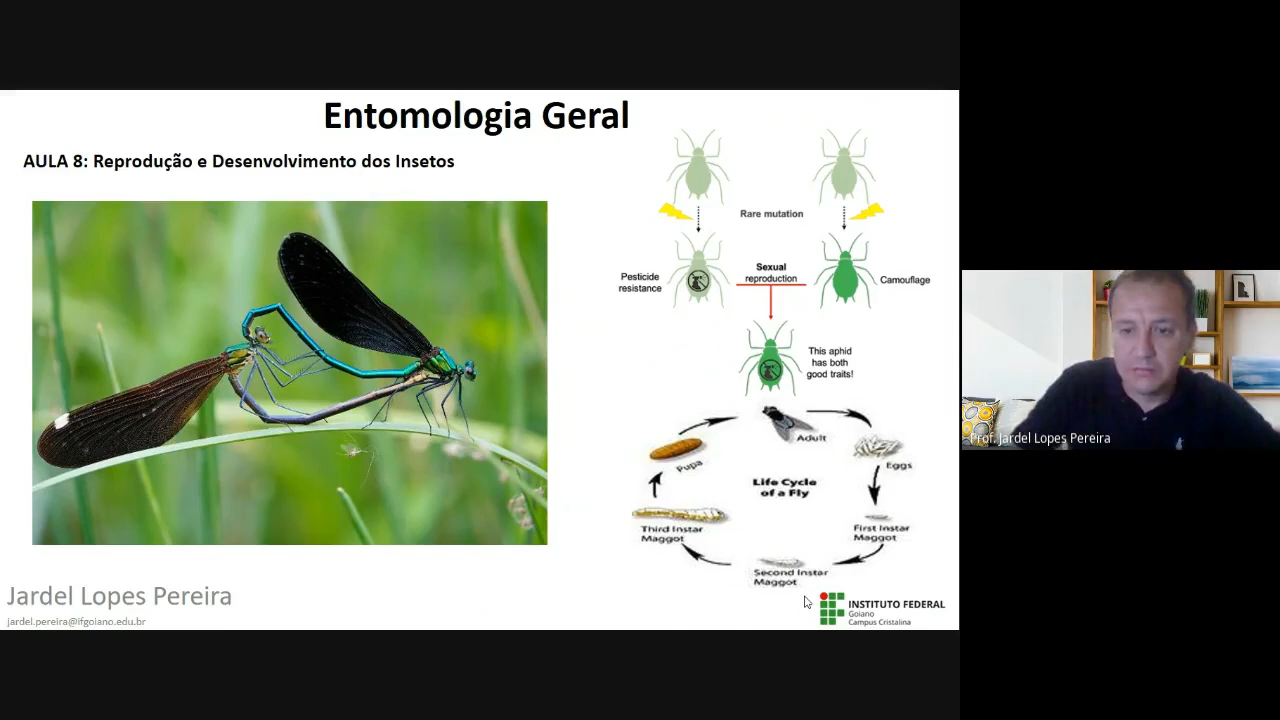 Entomologia Geral
AULA 8: Reprodução e Desenvolvimento dos Insetos
Rare mutation
Pesticide
resistance
Sexual
reproduction
Camouflage
This aphid
has both
good traits!
Adult
Eggs
Pupa
Life Cycle
of a Fly
Third Instar
Maggot
First Instar
Maggot
Second Instar
Maggot
Jardel Lopes Pereira
jardel.pereira@ifgoiano.edu.br
INSTITUTO FEDERAL
Goiano
Campus Cristalina
Prof. Jardel Lopes Pereira